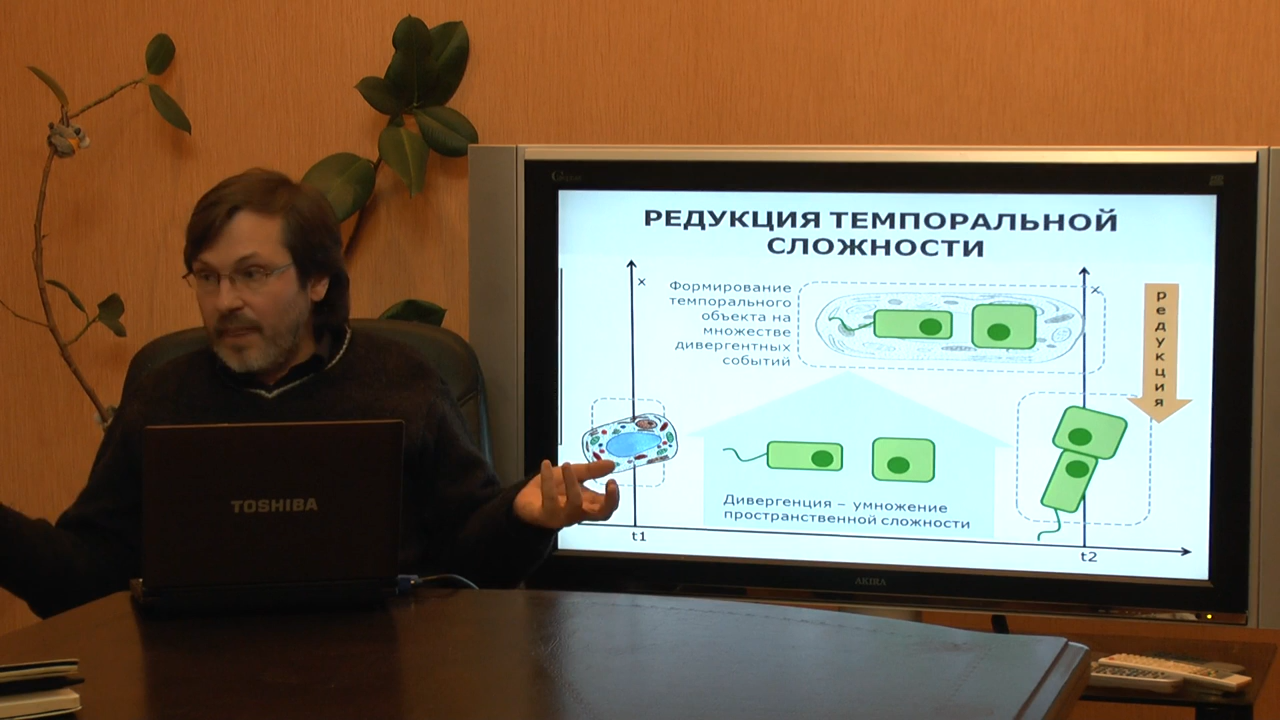 РЕДУКЦИЯ ТЕМПОРАЛЬНОЙ
СЛОЖНОСТИ
x
Формирование
темпорального
объекта на
множестве
дивергентных
событий
x
редукция
Дивергенция – умножение
пространственной сложности
t1
t2
TOSHIBA
AKIRA